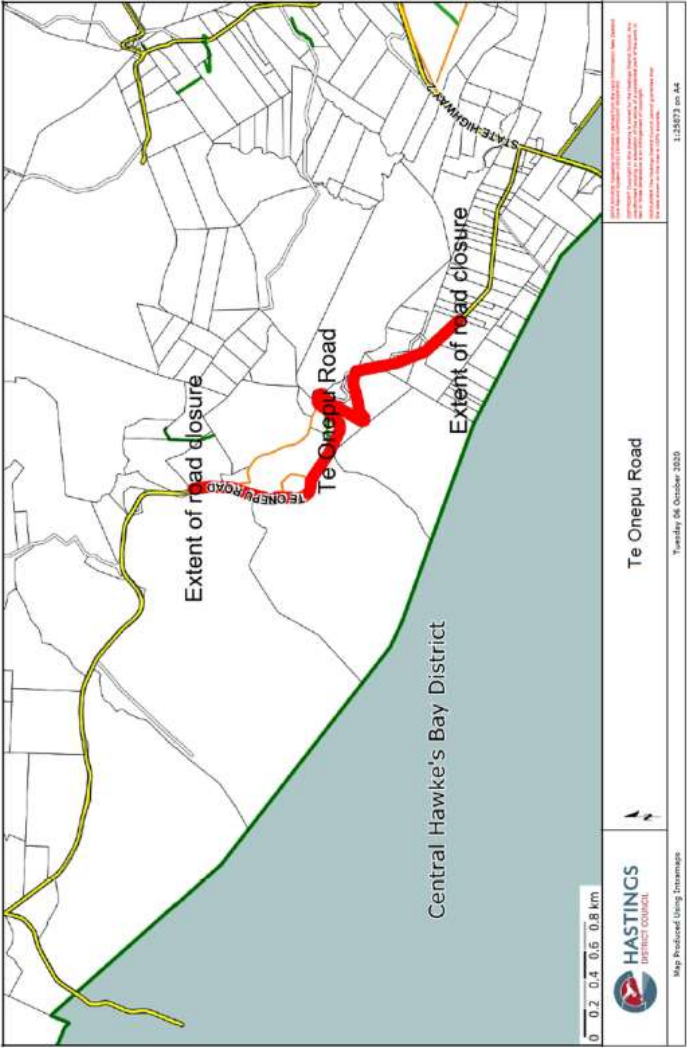 Extent of road closure
TE ONEPU ROAD
Te Onepu Road
Extent of road closure
STATE HIGHWAY 2
Central Hawke's Bay District
0 0.2 0.4 0.6 0.8 km
HASTINGS
DISTRICT COUNCIL
Te Onepu Road
Map Produced Using Intramaps
Tuesday 06 October 2020
1:25873 on A4